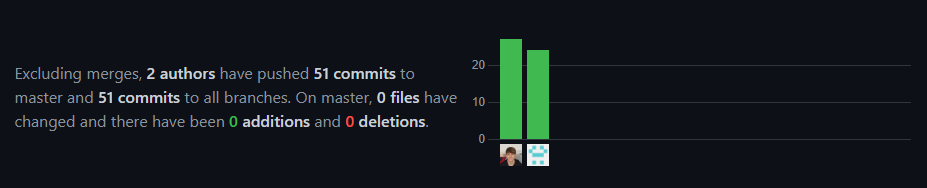 Excluding merges, 2 authors have pushed 51 commits to
master and 51 commits to all branches. On master, 0 files have
changed and there have been 0 additions and 0 deletions.
20
10
0